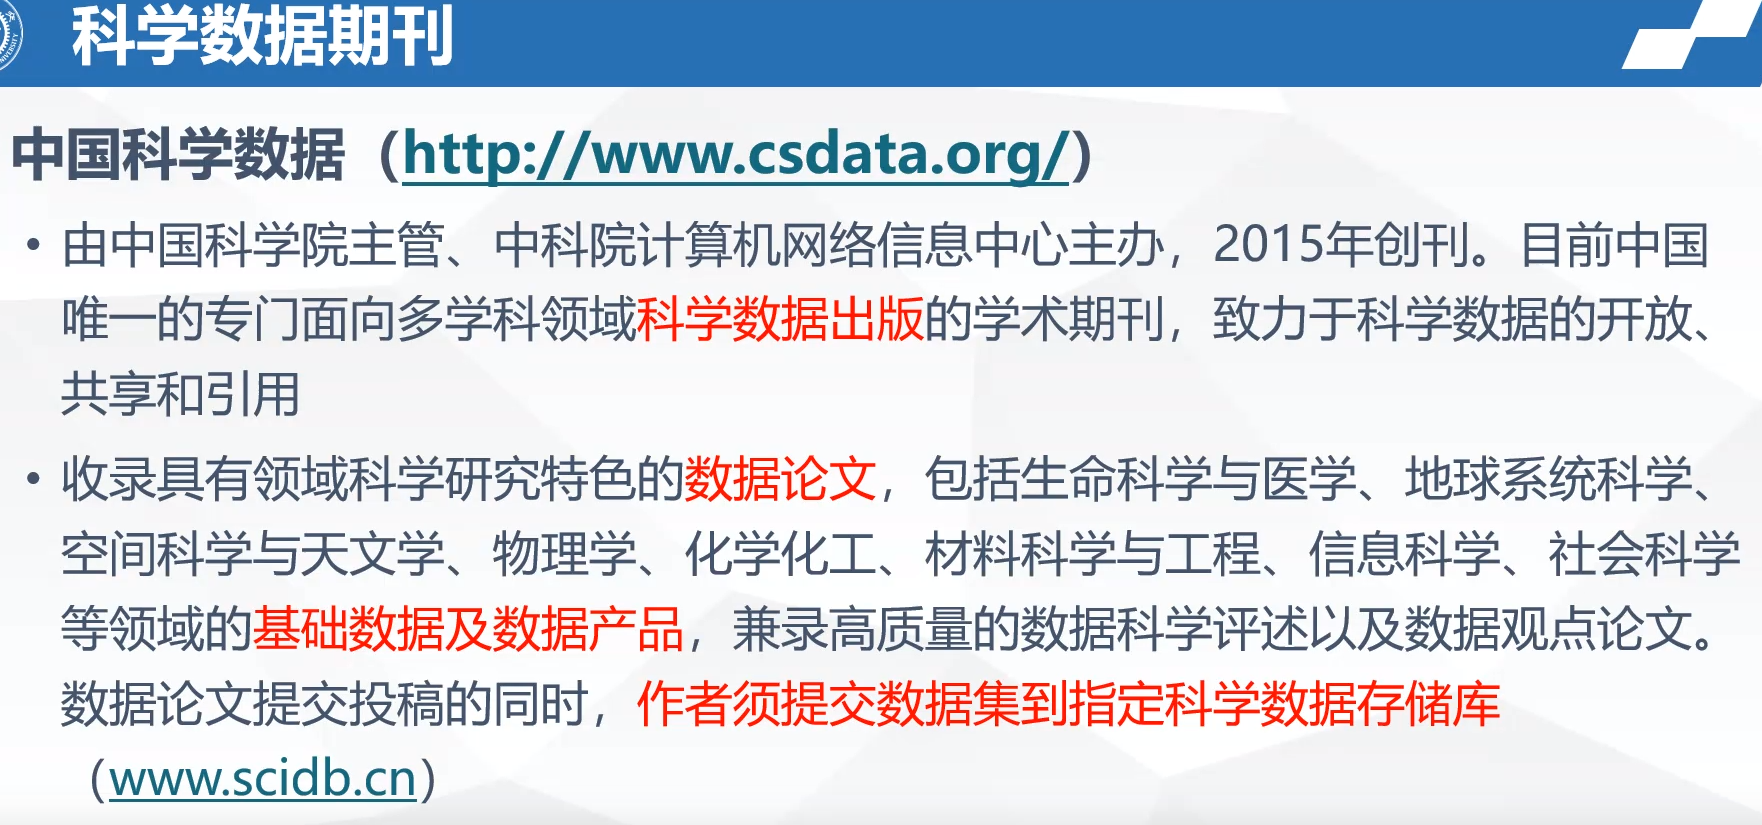 科学数据期刊
中国科学数据（http://www.csdata.org/）
• 由中国科学院主管、中科院计算机网络信息中心主办，2015年创刊。目前中国
唯一的专门面向多学科领域科学数据出版的学术期刊，致力于科学数据的开放、
共享和引用
• 收录具有领域科学研究特色的数据论文，包括生命科学与医学、地球系统科学、
空间科学与天文学、物理学、化学化工、材料科学与工程、信息科学、社会科学
等领域的基础数据及数据产品，兼录高质量的数据科学评述以及数据观点论文。
数据论文提交投稿的同时，作者须提交数据集到指定科学数据存储库
（www.scidb.cn）